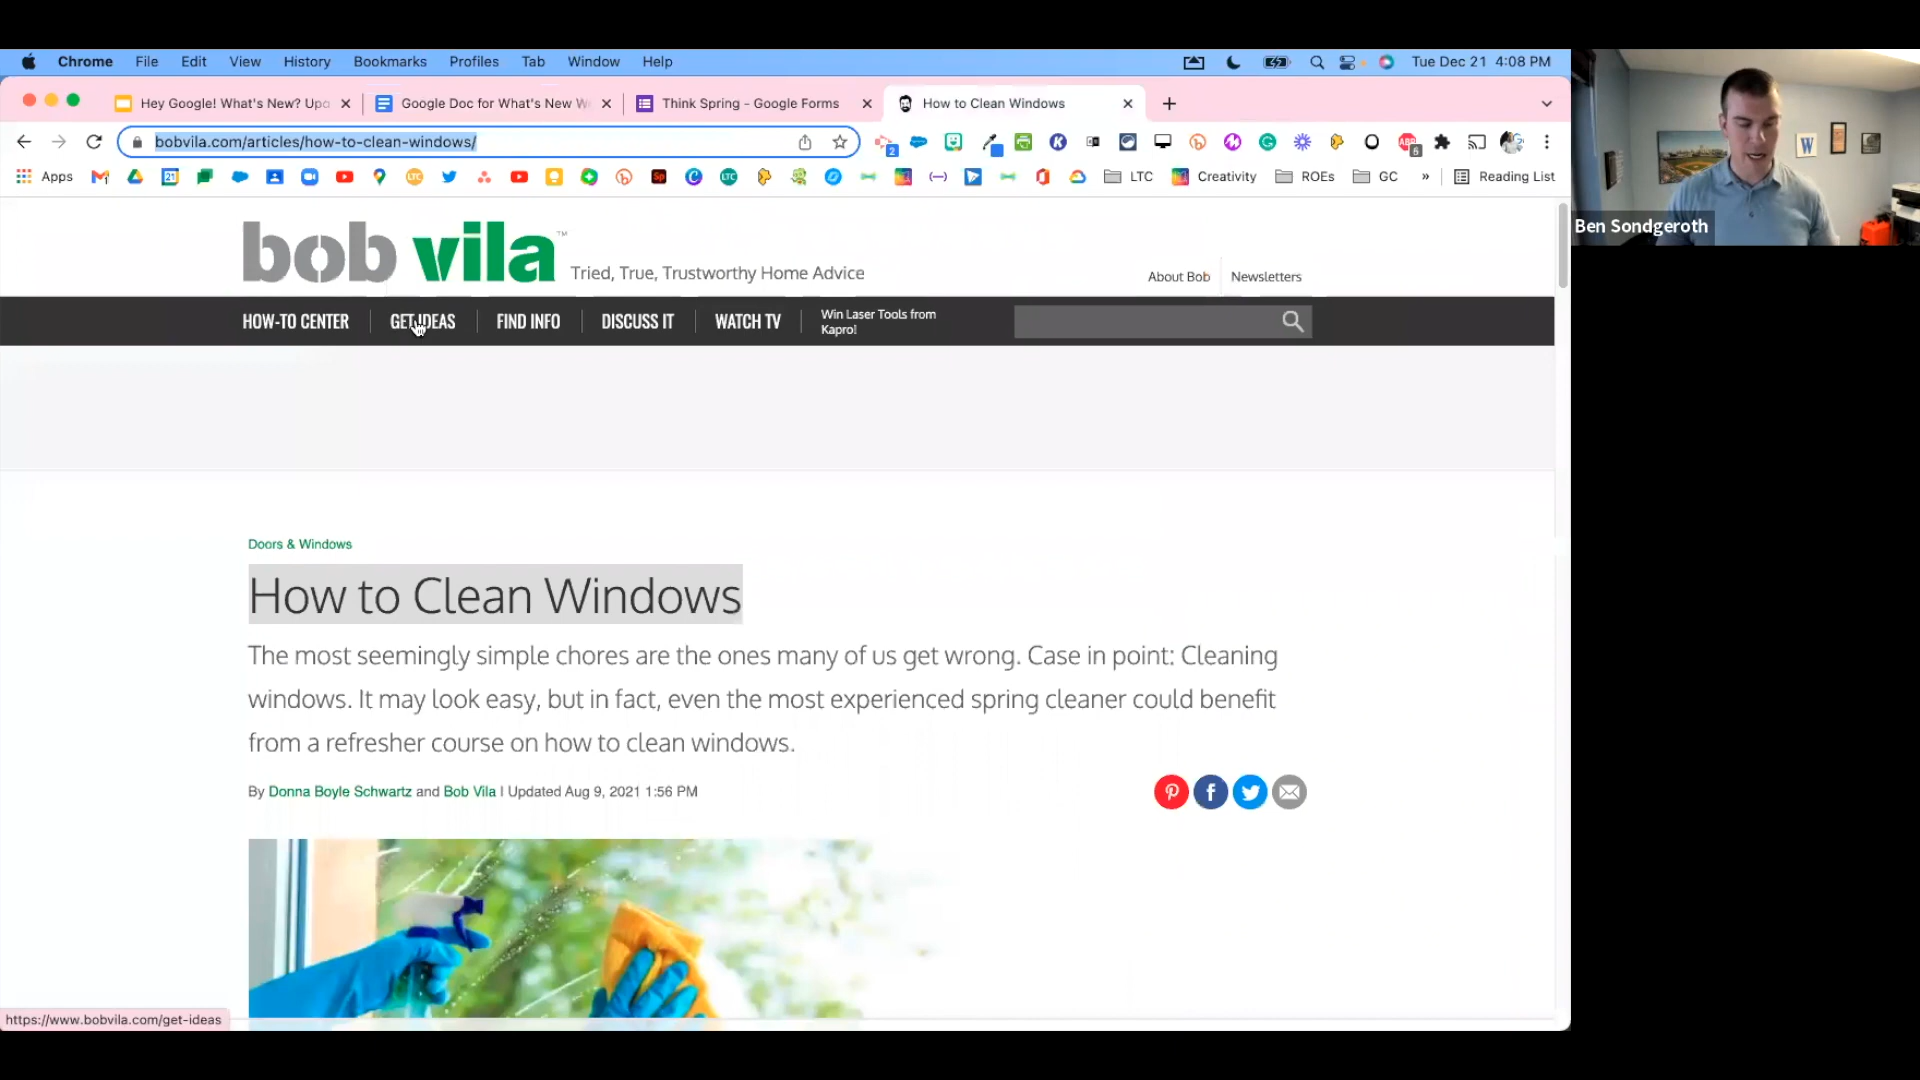 Chrome File Edit View History Bookmarks Profiles Tab Window Help Tue Dec 21 4:08 PM
Hey Google! What's New? Upd Google Doc for What's New W Think Spring - Google Forms How to Clean Windows
bobvila.com/articles/how-to-clean-windows/
Apps LTC Creativity ROEs GC » Reading List
Ben Sondgeroth
bob vila™ Tried, True, Trustworthy Home Advice
About Bob Newsletters
HOW-TO CENTER GET IDEAS FIND INFO DISCUSS IT WATCH TV Win Laser Tools from
Kapro!
Doors & Windows
How to Clean Windows
The most seemingly simple chores are the ones many of us get wrong. Case in point: Cleaning
windows. It may look easy, but in fact, even the most experienced spring cleaner could benefit
from a refresher course on how to clean windows.
By Donna Boyle Schwartz and Bob Vila | Updated Aug 9, 2021 1:56 PM
https://www.bobvila.com/get-ideas